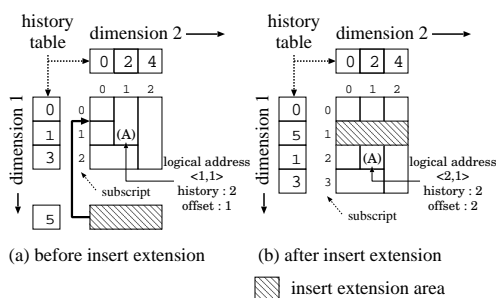 history
table
dimension 2
0 2 4
0 1 2
dimension 1
0
1
3
5
0
1
2
(A)
logical address
<1,1>
history : 2
offset : 1
subscript
(a) before insert extension
history
table
dimension 2
0 2 4
0 1 2
dimension 1
0
5
1
3
0
1
2
3
(A)
logical address
<2,1>
history : 2
offset : 2
subscript
(b) after insert extension
insert extension area